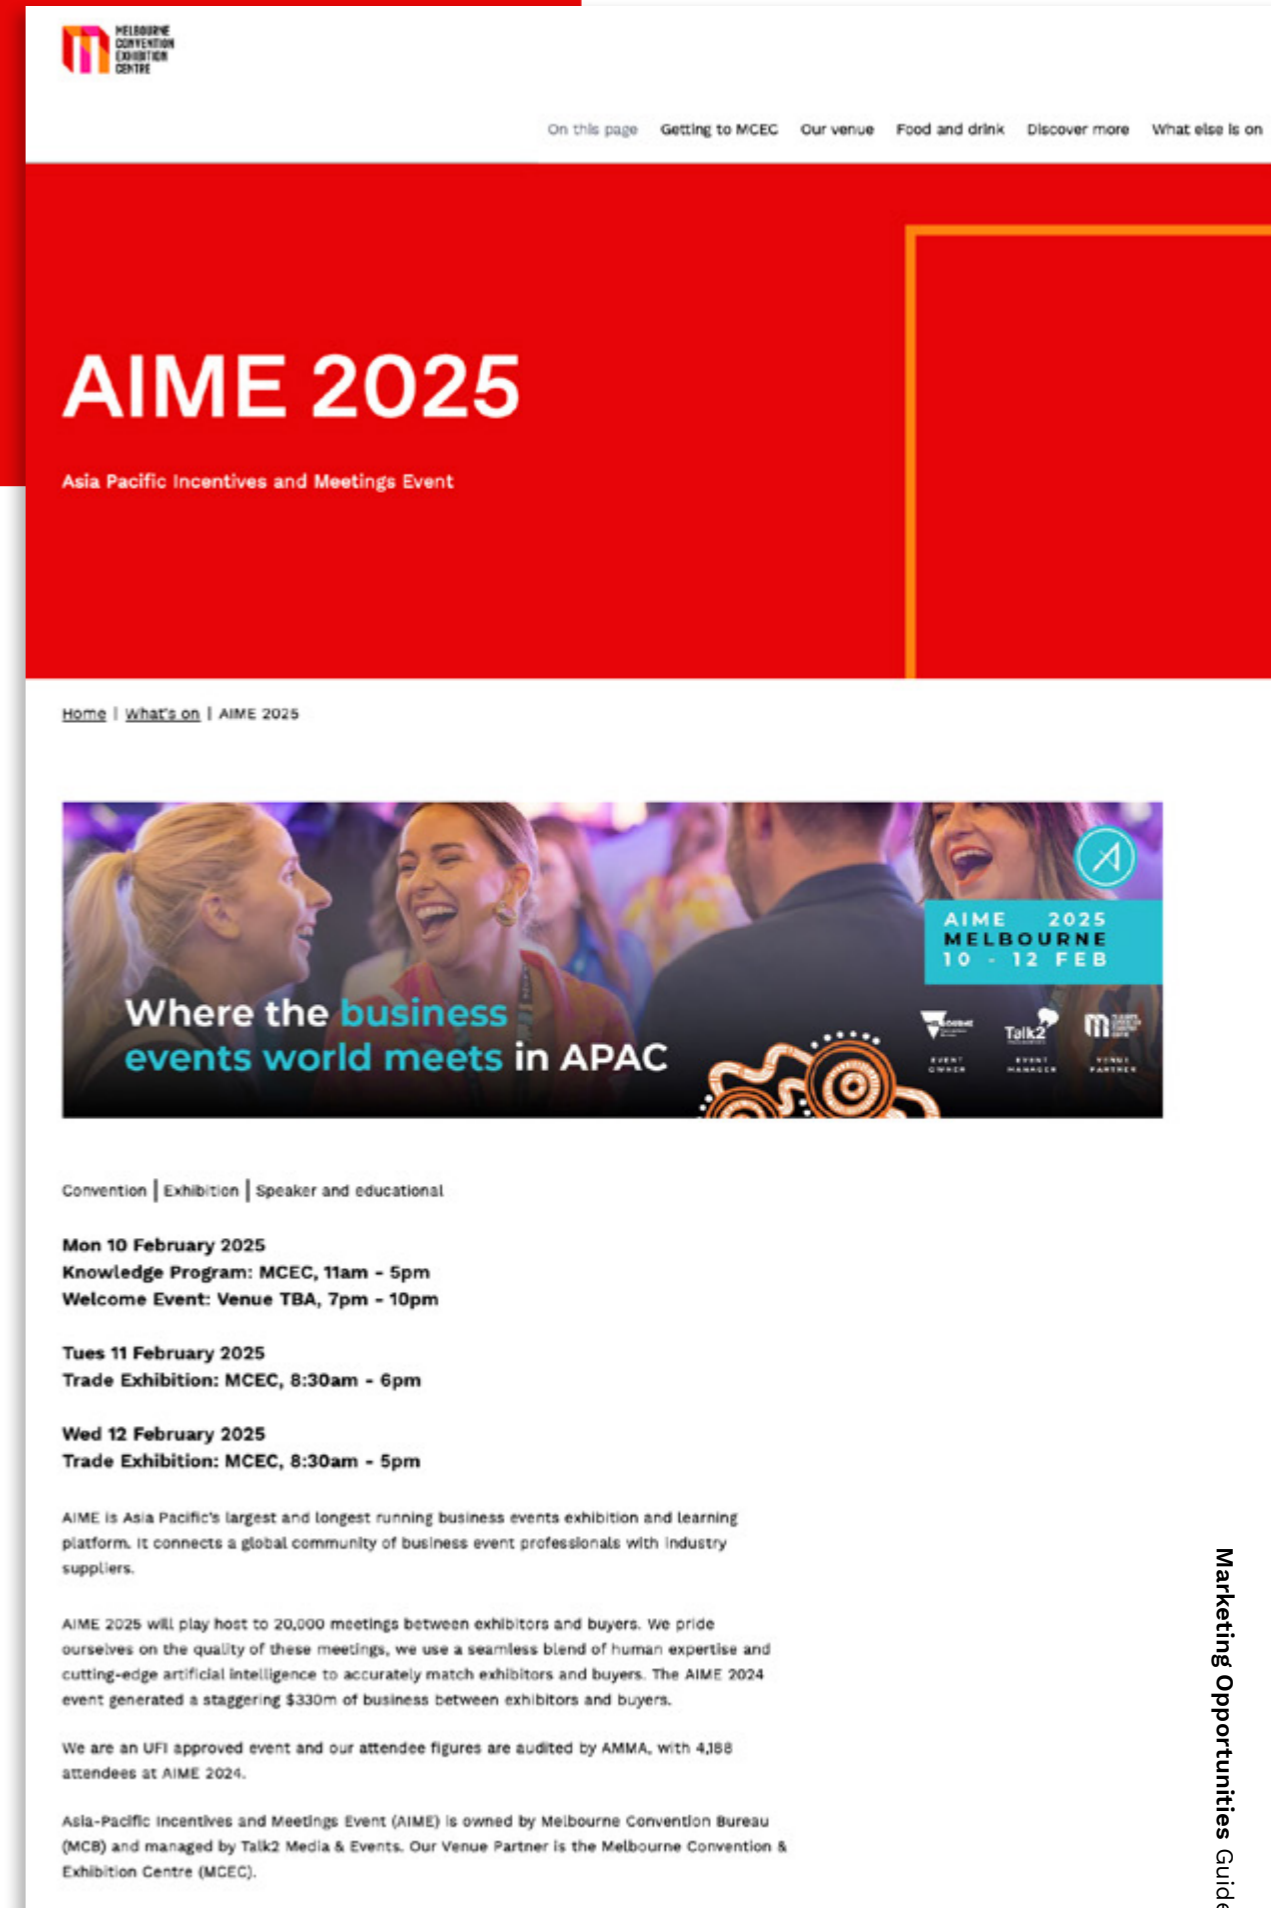 MELBOURNE
CONVENTION
EXHIBITION
CENTRE
On this page Getting to MCEC Our venue Food and drink Discover more What else is on
AIME 2025
Asia Pacific Incentives and Meetings Event
Home | What's on | AIME 2025
AIME 2025
MELBOURNE
10 - 12 FEB
Where the business
events world meets in APAC
Talk2
EVENT
OWNER
EVENT
MANAGER
VENUE
PARTNER
Convention | Exhibition | Speaker and educational
Mon 10 February 2025
Knowledge Program: MCEC, 11am - 5pm
Welcome Event: Venue TBA, 7pm - 10pm
Tues 11 February 2025
Trade Exhibition: MCEC, 8:30am - 6pm
Wed 12 February 2025
Trade Exhibition: MCEC, 8:30am - 5pm
AIME is Asia Pacific's largest and longest running business events exhibition and learning
platform. It connects a global community of business event professionals with industry
suppliers.
AIME 2025 will play host to 20,000 meetings between exhibitors and buyers. We pride
ourselves on the quality of these meetings, we use a seamless blend of human expertise and
cutting-edge artificial intelligence to accurately match exhibitors and buyers. The AIME 2024
event generated a staggering $330m of business between exhibitors and buyers.
We are an UFI approved event and our attendee figures are audited by AMMA, with 4,188
attendees at AIME 2024.
Asia-Pacific Incentives and Meetings Event (AIME) is owned by Melbourne Convention Bureau
(MCB) and managed by Talk2 Media & Events. Our Venue Partner is the Melbourne Convention &
Exhibition Centre (MCEC).
Marketing Opportunities Guide